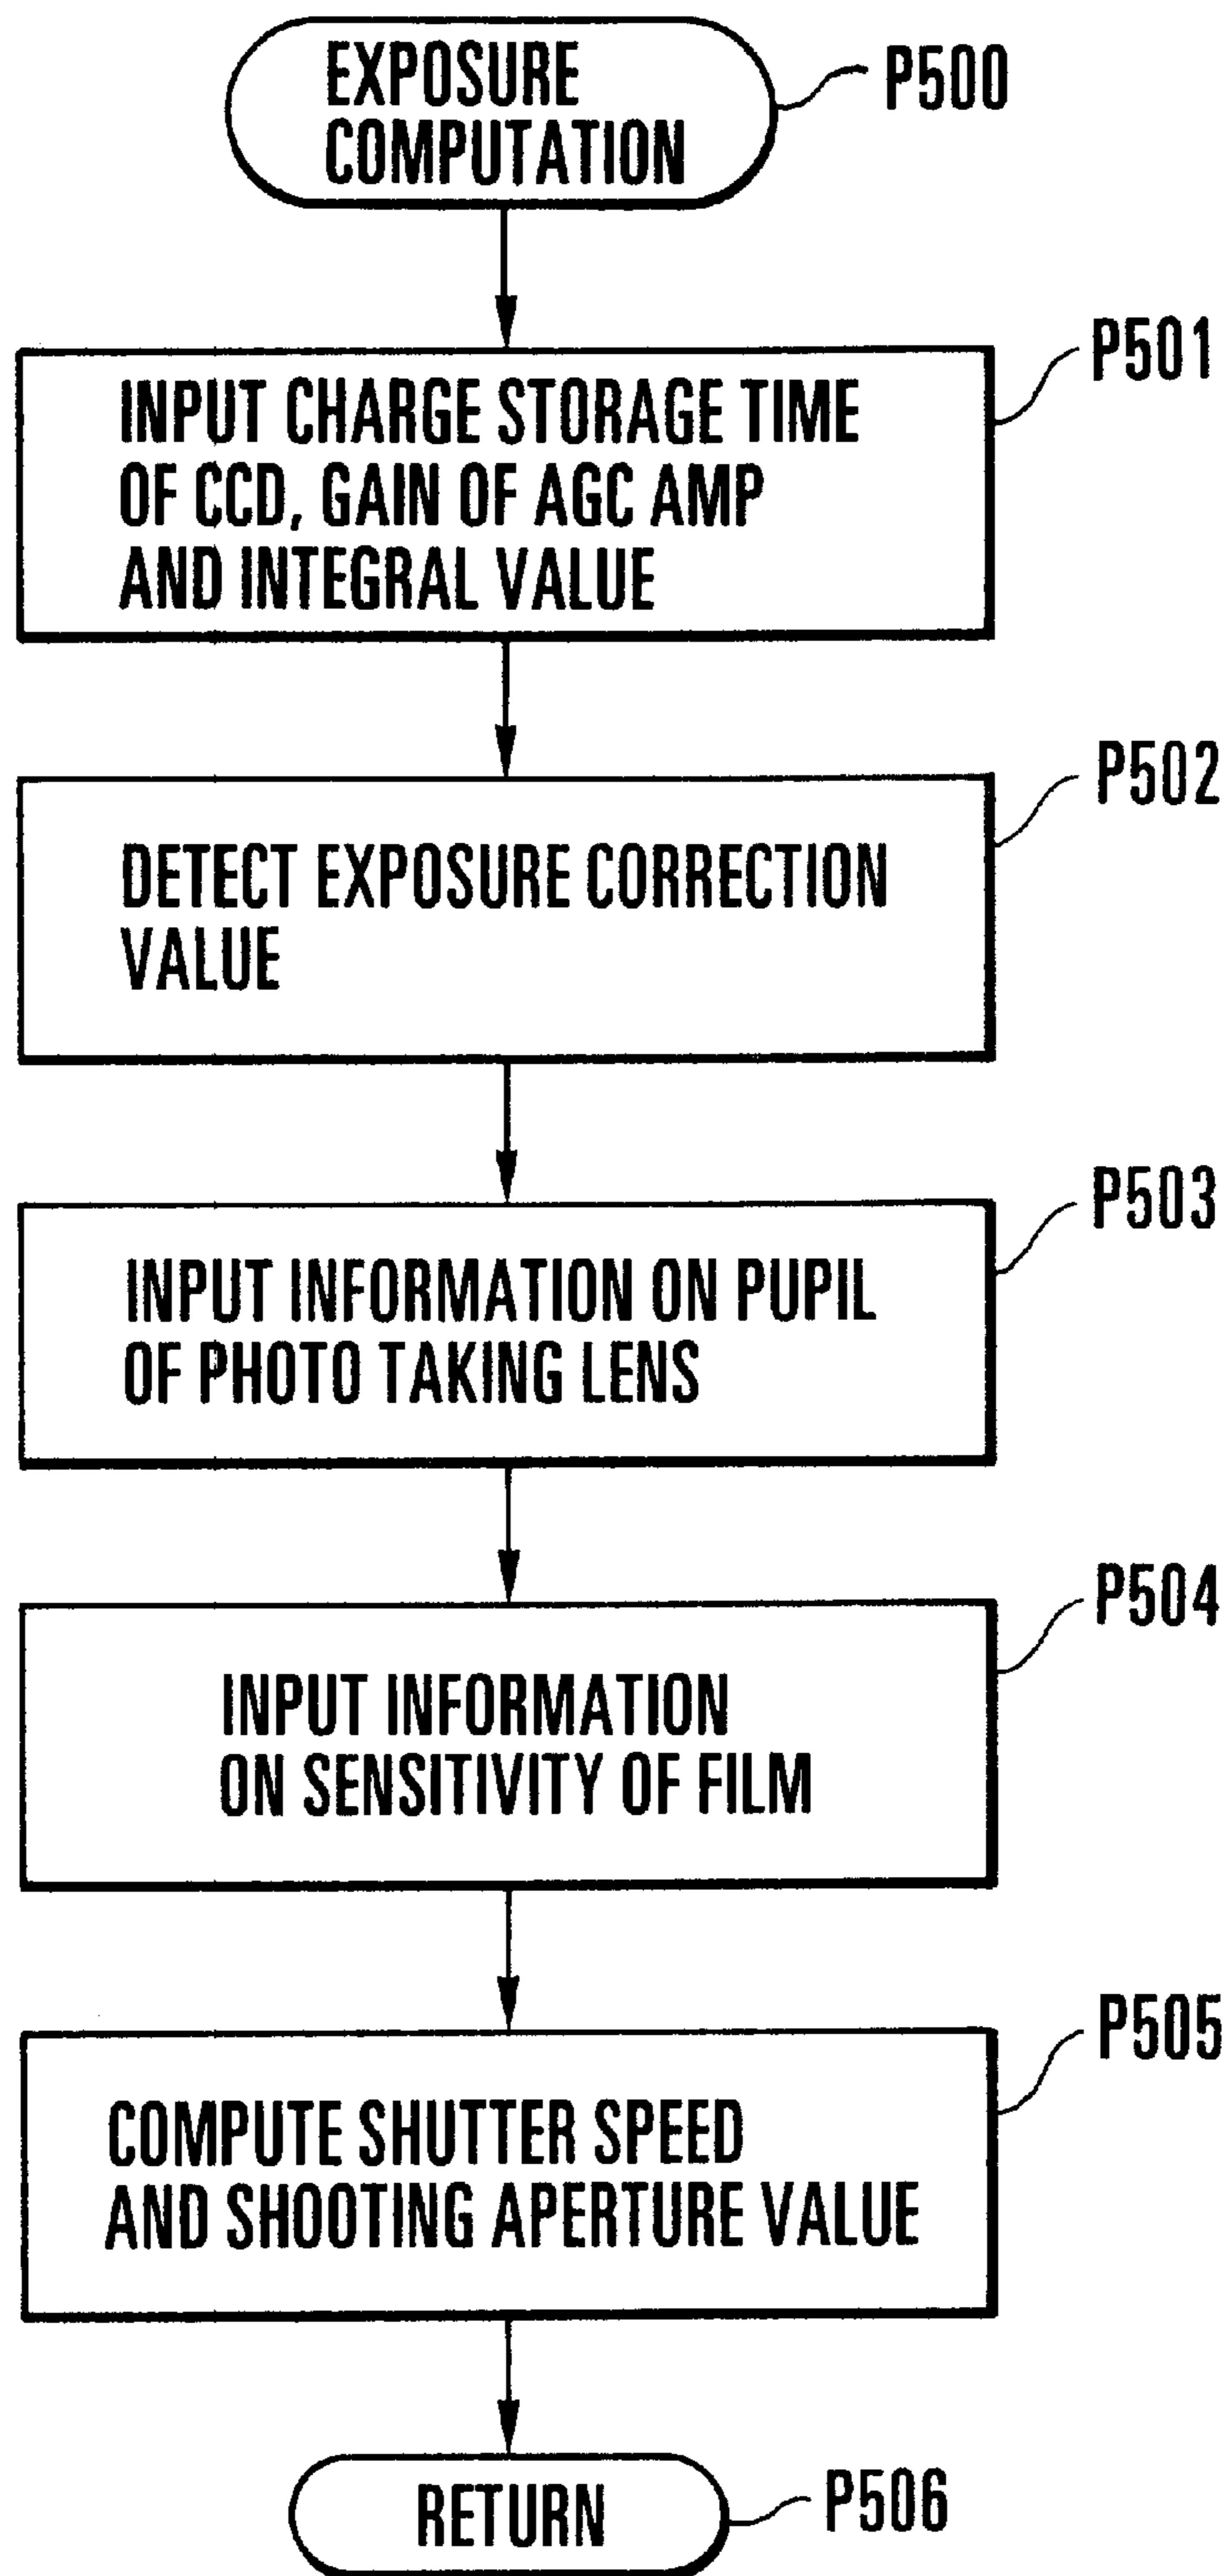 EXPOSURE
COMPUTATION
P500
P501
INPUT CHARGE STORAGE TIME
OF CCD, GAIN OF AGC AMP
AND INTEGRAL VALUE
P502
DETECT EXPOSURE CORRECTION
VALUE
P503
INPUT INFORMATION ON PUPIL
OF PHOTO TAKING LENS
P504
INPUT INFORMATION
ON SENSITIVITY OF FILM
P505
COMPUTE SHUTTER SPEED
AND SHOOTING APERTURE VALUE
RETURN
P506